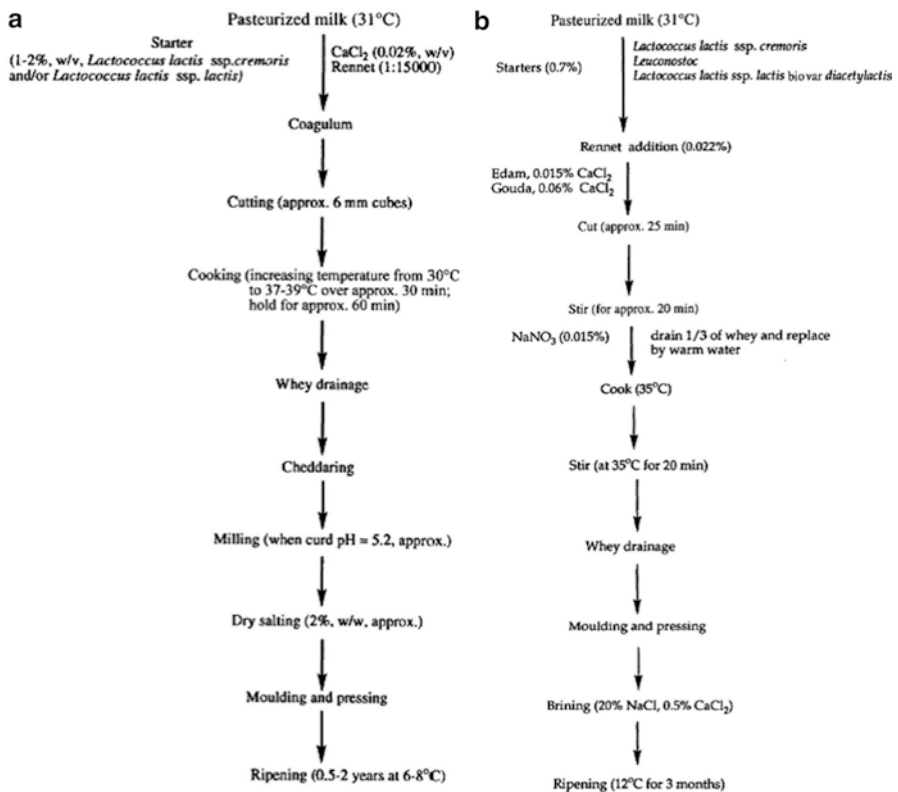 a
Pasteurized milk (31°C)
Starter
(1-2%, w/v, Lactococcus lactis ssp.cremoris
and/or Lactococcus lactis ssp. lactis)
CaCl₂ (0.02%, w/v)
Rennet (1:15000)
Coagulum
Cutting (approx. 6 mm cubes)
Cooking (increasing temperature from 30°C
to 37-39°C over approx. 30 min;
hold for approx. 60 min)
Whey drainage
Cheddaring
Milling (when curd pH = 5.2, approx.)
Dry salting (2%, w/w, approx.)
Moulding and pressing
Ripening (0.5-2 years at 6-8°C)
b
Pasteurized milk (31°C)
Starters (0.7%)
Lactococcus lactis ssp. cremoris
Leuconostoc
Lactococcus lactis ssp. lactis biovar diacetylactis
Rennet addition (0.022%)
Edam, 0.015% CaCl₂
Gouda, 0.06% CaCl₂
Cut (approx. 25 min)
Stir (for approx. 20 min)
NaNO₃ (0.015%)
drain 1/3 of whey and replace
by warm water
Cook (35°C)
Stir (at 35°C for 20 min)
Whey drainage
Moulding and pressing
Brining (20% NaCl, 0.5% CaCl₂)
Ripening (12°C for 3 months)